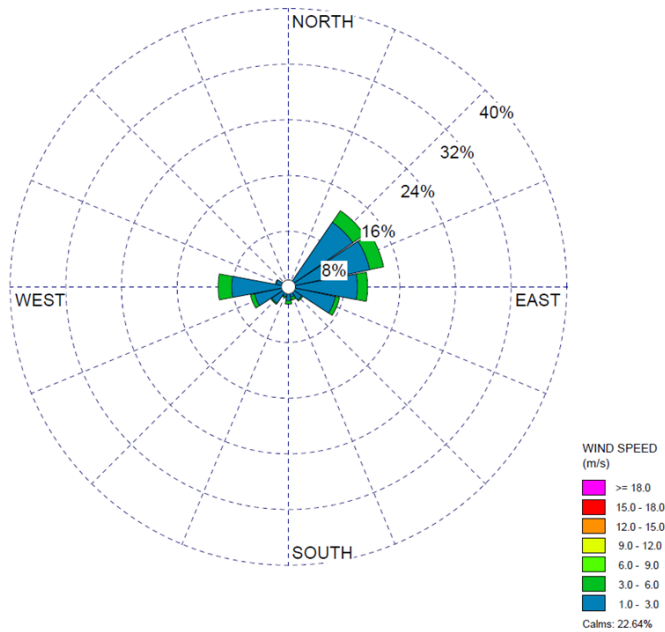 NORTH
40%
32%
24%
16%
8%
WEST
EAST
SOUTH
WIND SPEED
(m/s)
>= 18.0
15.0 - 18.0
12.0 - 15.0
9.0 - 12.0
6.0 - 9.0
3.0 - 6.0
1.0 - 3.0
Calms: 22.64%